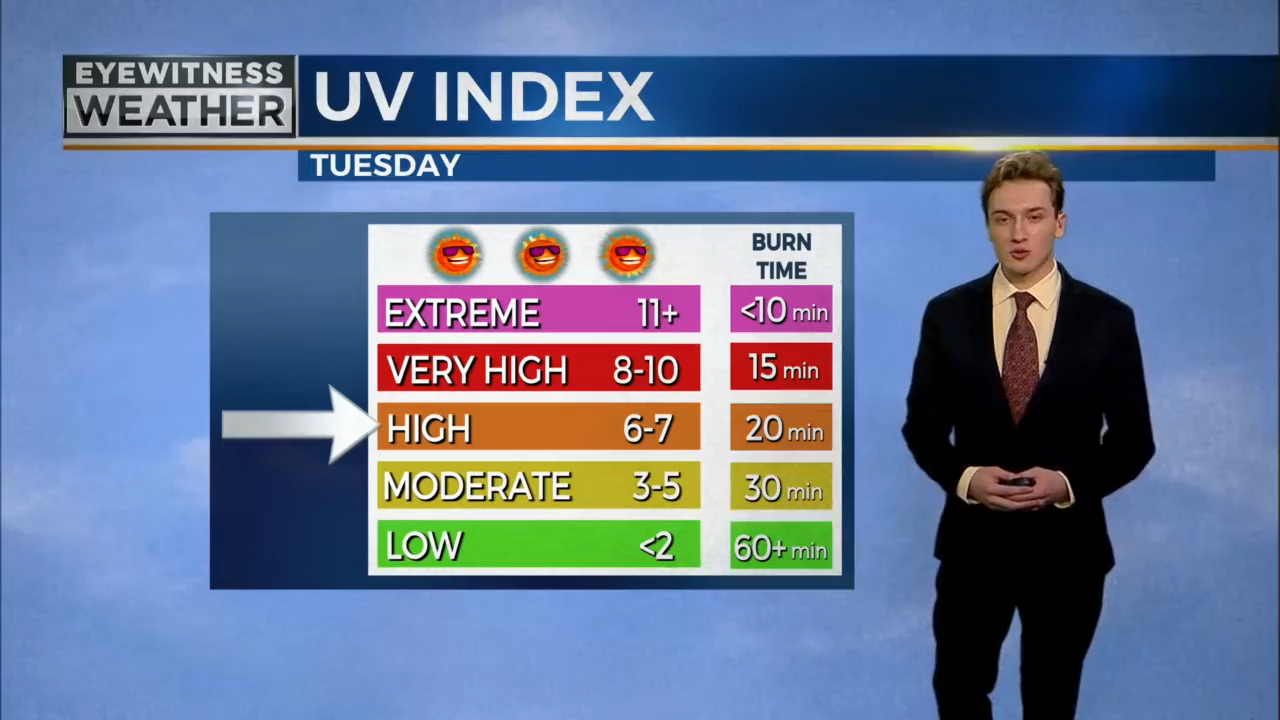 EYEWITNESS
WEATHER
UV INDEX
TUESDAY
BURN
TIME
EXTREME 11+ <10 min
VERY HIGH 8-10 15 min
HIGH 6-7 20 min
MODERATE 3-5 30 min
LOW <2 60+ min